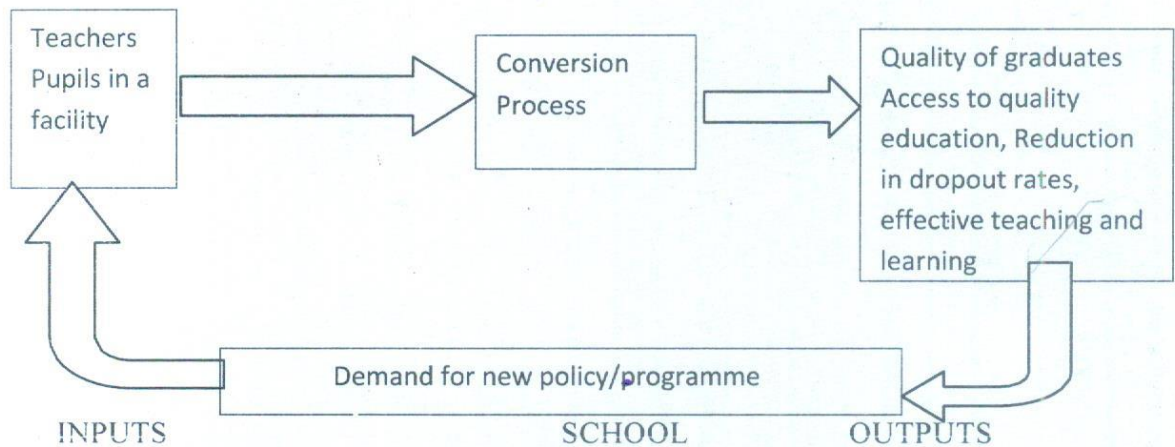 Teachers
Pupils in a
facility
Conversion
Process
Quality of graduates
Access to quality
education, Reduction
in dropout rates,
effective teaching and
learning
Demand for new policy/programme
INPUTS
SCHOOL
OUTPUTS